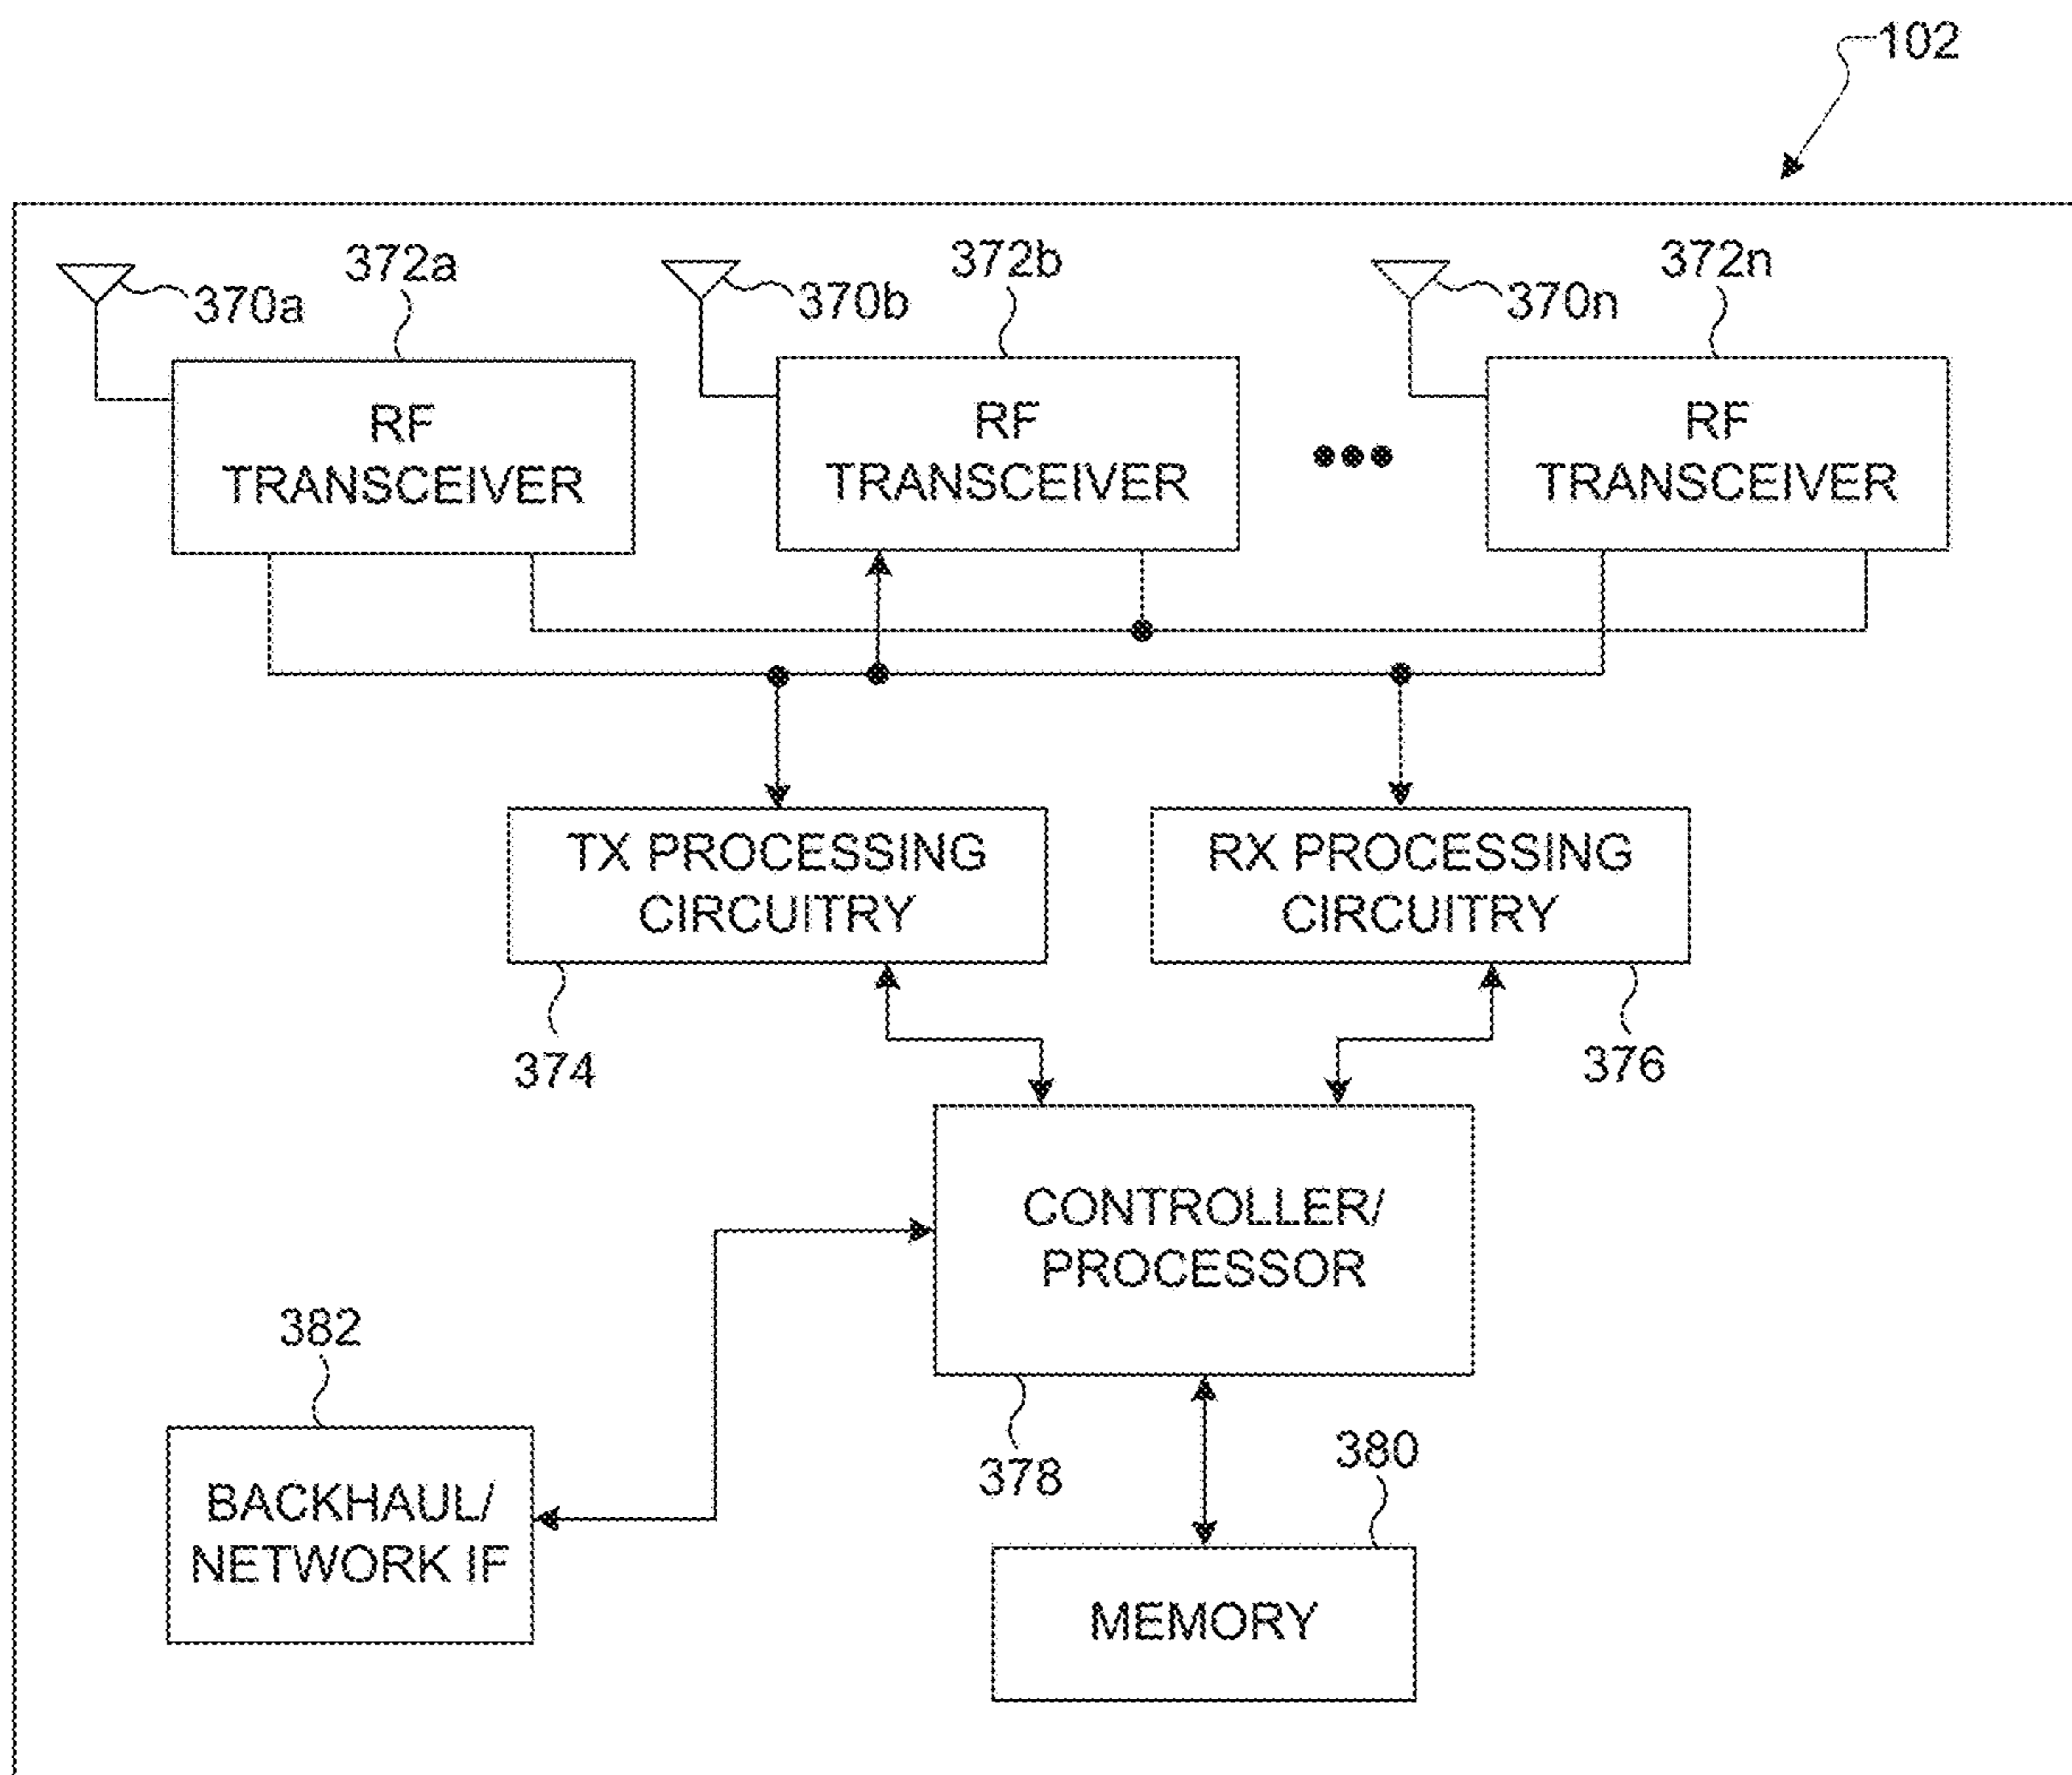 102
372a
372b
372n
370a
370b
370n
RF
TRANSCEIVER
RF
TRANSCEIVER
RF
TRANSCEIVER
TX PROCESSING
CIRCUITRY
RX PROCESSING
CIRCUITRY
374
376
CONTROLLER/
PROCESSOR
382
378
380
BACKHAUL/
NETWORK IF
MEMORY